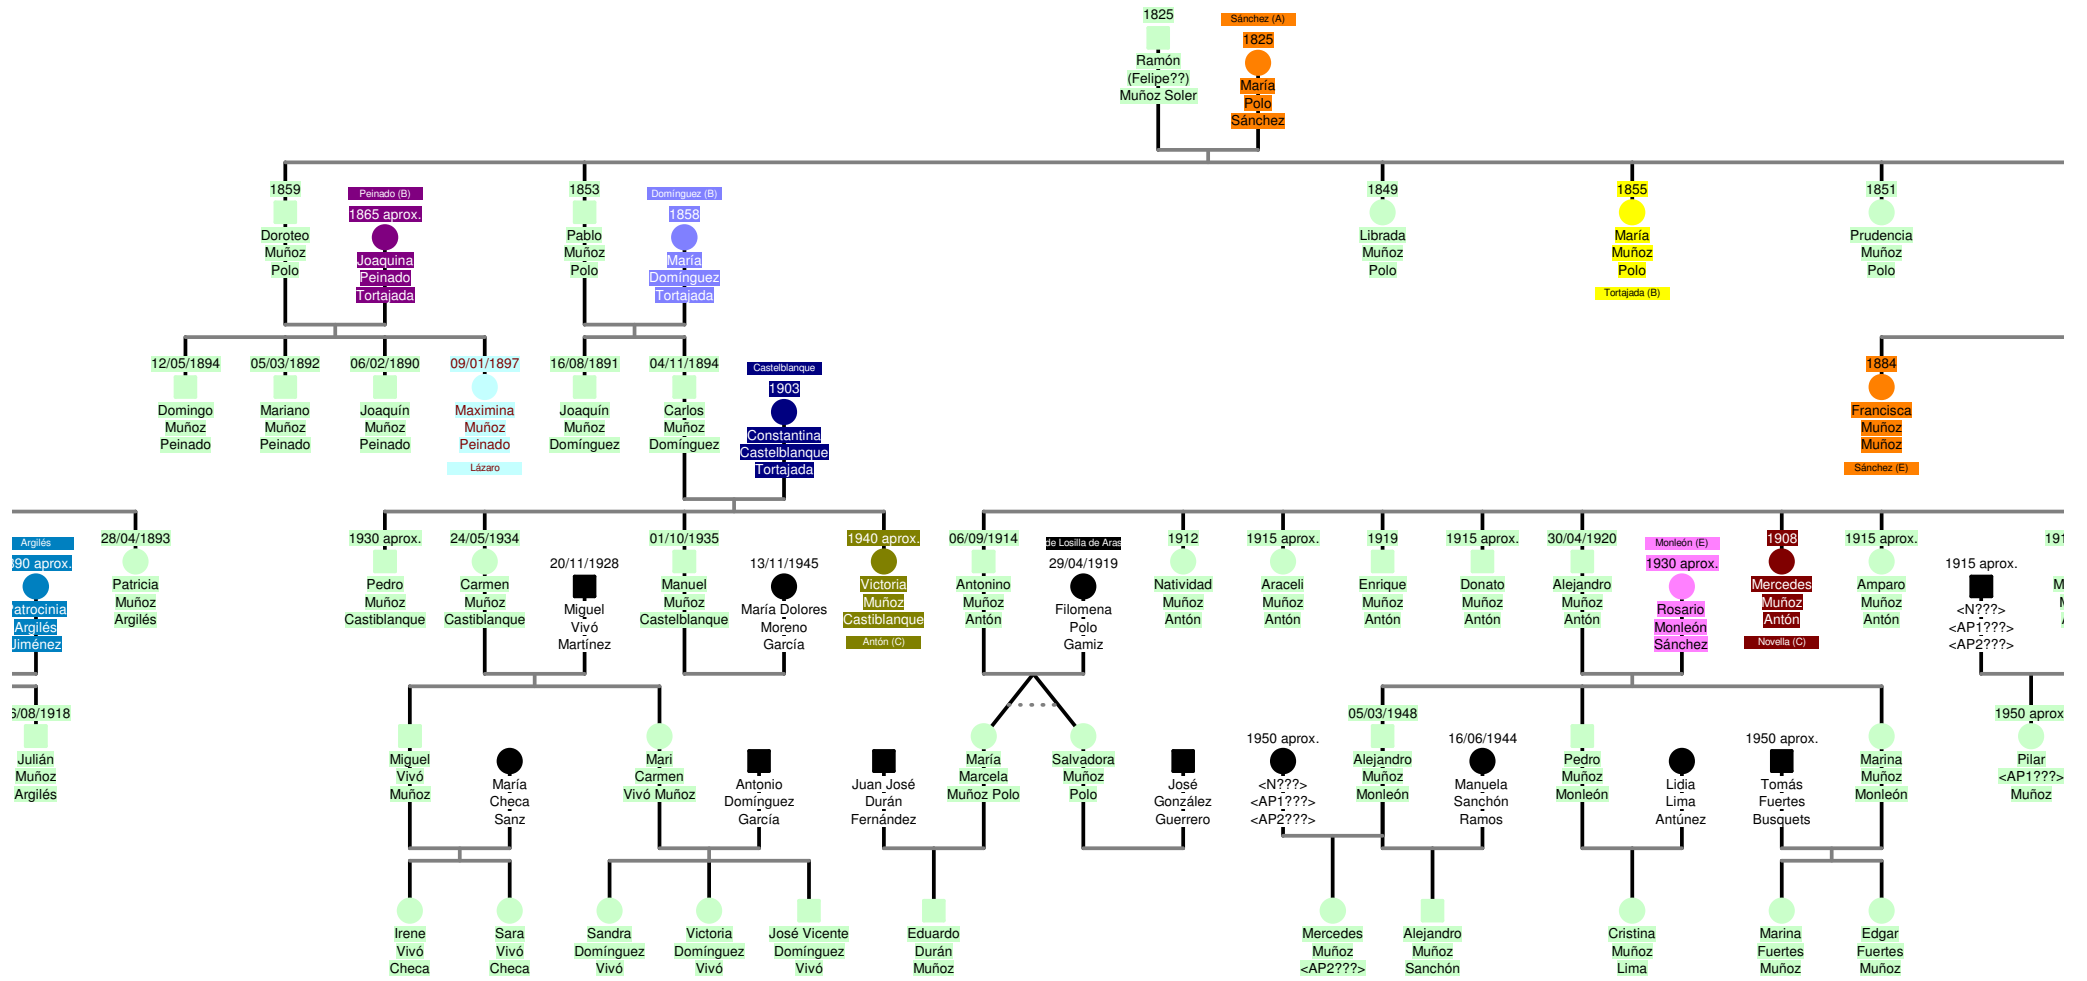 1825
Ramón
(Felipe??)
Muñoz Soler
Sánchez (A)
1825
María
Polo
Sánchez
1859
Doroteo
Muñoz
Polo
Peinado (B)
1865 aprox.
Joaquina
Peinado
Tortajada
1853
Pablo
Muñoz
Polo
Domínguez (B)
1858
María
Domínguez
Tortajada
1849
Librada
Muñoz
Polo
1855
María
Muñoz
Polo
Tortajada (B)
1851
Prudencia
Muñoz
Polo
12/05/1894
Domingo
Muñoz
Peinado
05/03/1892
Mariano
Muñoz
Peinado
06/02/1890
Joaquín
Muñoz
Peinado
09/01/1897
Maximina
Muñoz
Peinado
Lázaro
16/08/1891
Joaquín
Muñoz
Domínguez
04/11/1894
Carlos
Muñoz
Domínguez
Castelblanque
1903
Constantina
Castelblanque
Tortajada
1884
Francisca
Muñoz
Muñoz
Sánchez (E)
Argilés
90 aprox.
atrocinia
Argilés
Jiménez
28/04/1893
Patricia
Muñoz
Argilés
1930 aprox.
Pedro
Muñoz
Castiblanque
24/05/1934
Carmen
Muñoz
Castiblanque
20/11/1928
Miguel
Vivó
Martínez
01/10/1935
Manuel
Muñoz
Castelblanque
13/11/1945
María Dolores
Moreno
García
1940 aprox.
Victoria
Muñoz
Castiblanque
Antón (C)
06/09/1914
Antonino
Muñoz
Antón
de Losilla de Aras
29/04/1919
Filomena
Polo
Gamiz
1912
Natividad
Muñoz
Antón
1915 aprox.
Araceli
Muñoz
Antón
1919
Enrique
Muñoz
Antón
1915 aprox.
Donato
Muñoz
Antón
30/04/1920
Alejandro
Muñoz
Antón
Monleón (E)
1930 aprox.
Rosario
Monleón
Sánchez
1908
Mercedes
Muñoz
Antón
Novella (C)
1915 aprox.
Amparo
Muñoz
Antón
1915 aprox.
<N???>
<AP1???>
<AP2???>
191
6/08/1918
Julián
Muñoz
Argilés
Miguel
Vivó
Muñoz
María
Checa
Sanz
Mari
Carmen
Vivó Muñoz
Antonio
Domínguez
García
Juan José
Durán
Fernández
María
Marcela
Muñoz Polo
Salvadora
Muñoz
Polo
José
González
Guerrero
1950 aprox.
<N???>
<AP1???>
<AP2???>
05/03/1948
Alejandro
Muñoz
Monleón
16/06/1944
Manuela
Sanchón
Ramos
Pedro
Muñoz
Monleón
Lidia
Lima
Antúnez
1950 aprox.
Tomás
Fuertes
Busquets
Marina
Muñoz
Monleón
1950 aprox
Pilar
<AP1???>
Muñoz
Irene
Vivó
Checa
Sara
Vivó
Checa
Sandra
Domínguez
Vivó
Victoria
Domínguez
Vivó
José Vicente
Domínguez
Vivó
Eduardo
Durán
Muñoz
Mercedes
Muñoz
<AP2???>
Alejandro
Muñoz
Sanchón
Cristina
Muñoz
Lima
Marina
Fuertes
Muñoz
Edgar
Fuertes
Muñoz